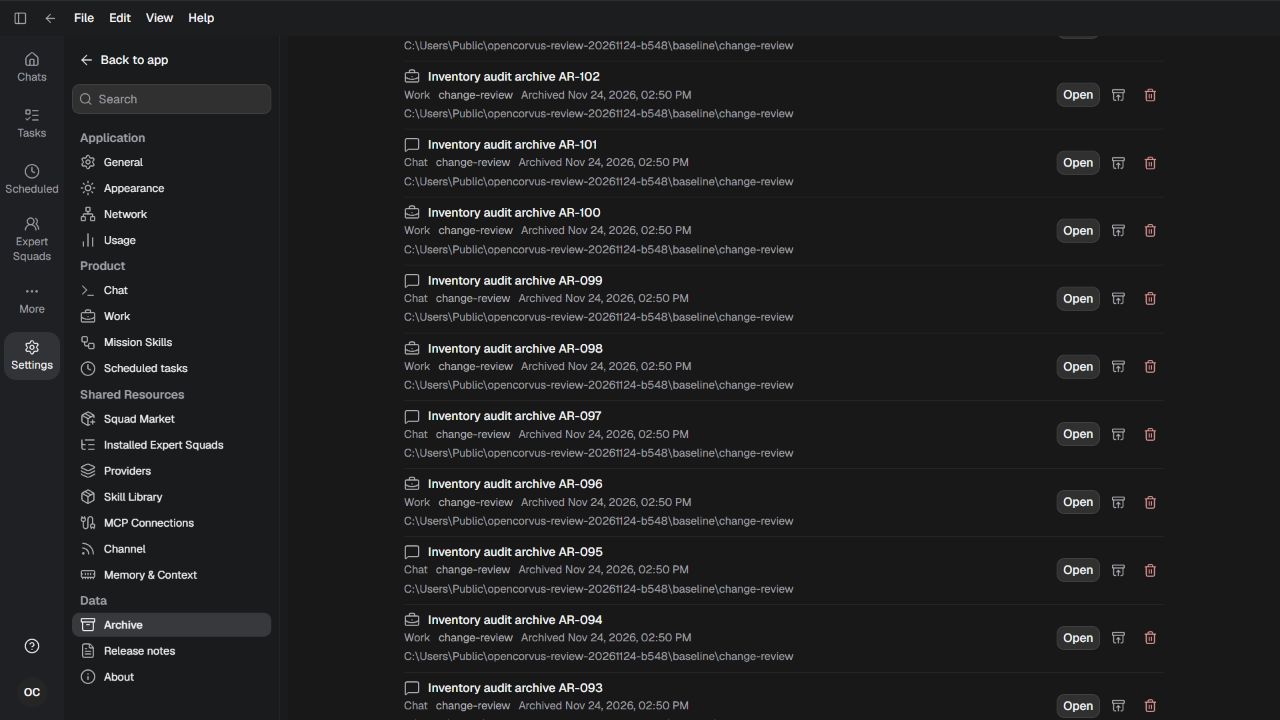 File Edit View Help
Chats
Tasks
Scheduled
Expert
Squads
More
Settings
OC
Back to app
Search
Application
General
Appearance
Network
Usage
Product
Chat
Work
Mission Skills
Scheduled tasks
Shared Resources
Squad Market
Installed Expert Squads
Providers
Skill Library
MCP Connections
Channel
Memory & Context
Data
Archive
Release notes
About
C:\Users\Public\opencorvus-review-20261124-b548\baseline\change-review
Inventory audit archive AR-102
Work change-review Archived Nov 24, 2026, 02:50 PM
C:\Users\Public\opencorvus-review-20261124-b548\baseline\change-review
Open
Inventory audit archive AR-101
Chat change-review Archived Nov 24, 2026, 02:50 PM
C:\Users\Public\opencorvus-review-20261124-b548\baseline\change-review
Open
Inventory audit archive AR-100
Work change-review Archived Nov 24, 2026, 02:50 PM
C:\Users\Public\opencorvus-review-20261124-b548\baseline\change-review
Open
Inventory audit archive AR-099
Chat change-review Archived Nov 24, 2026, 02:50 PM
C:\Users\Public\opencorvus-review-20261124-b548\baseline\change-review
Open
Inventory audit archive AR-098
Work change-review Archived Nov 24, 2026, 02:50 PM
C:\Users\Public\opencorvus-review-20261124-b548\baseline\change-review
Open
Inventory audit archive AR-097
Chat change-review Archived Nov 24, 2026, 02:50 PM
C:\Users\Public\opencorvus-review-20261124-b548\baseline\change-review
Open
Inventory audit archive AR-096
Work change-review Archived Nov 24, 2026, 02:50 PM
C:\Users\Public\opencorvus-review-20261124-b548\baseline\change-review
Open
Inventory audit archive AR-095
Chat change-review Archived Nov 24, 2026, 02:50 PM
C:\Users\Public\opencorvus-review-20261124-b548\baseline\change-review
Open
Inventory audit archive AR-094
Work change-review Archived Nov 24, 2026, 02:50 PM
C:\Users\Public\opencorvus-review-20261124-b548\baseline\change-review
Open
Inventory audit archive AR-093
Chat change-review Archived Nov 24, 2026, 02:50 PM
Open